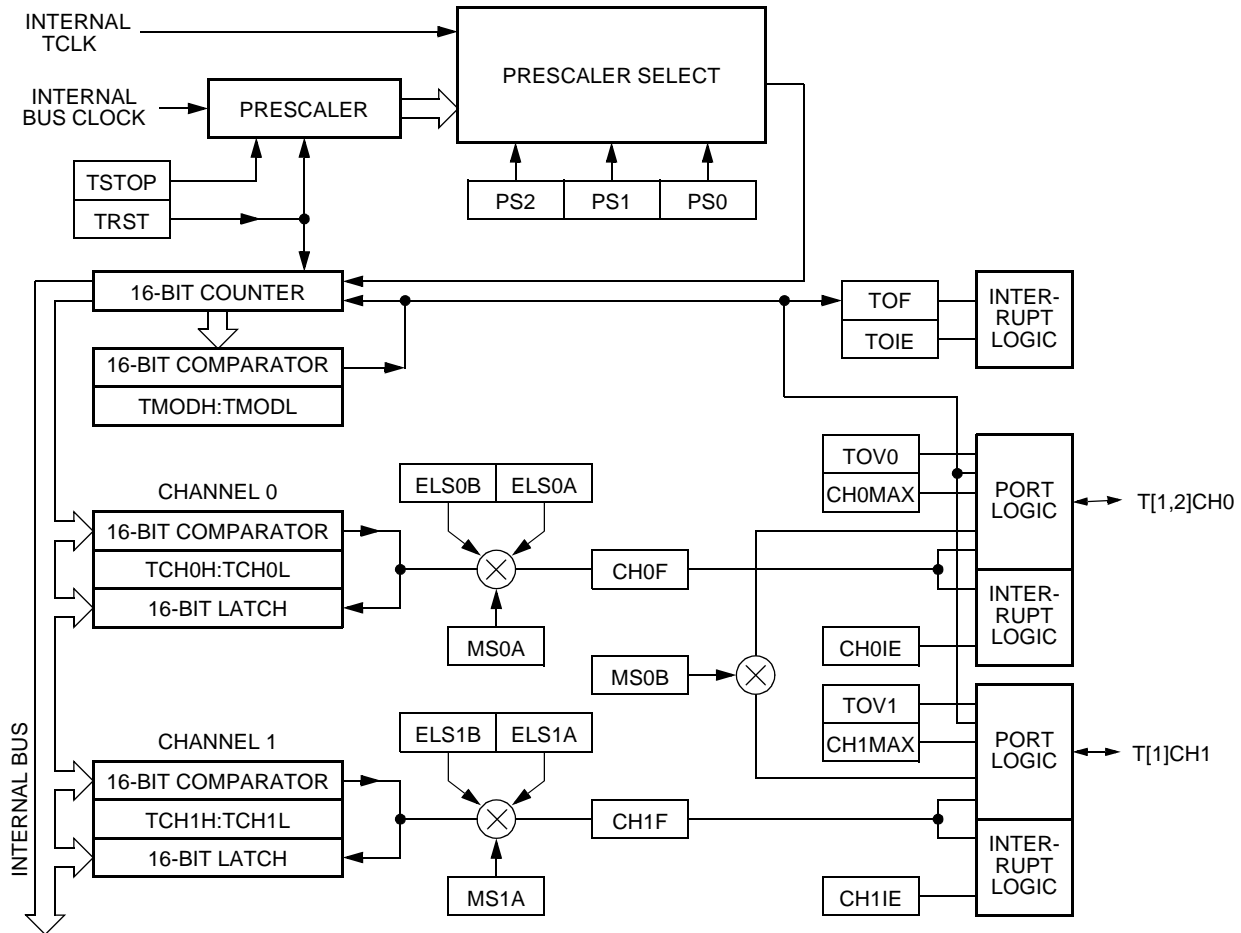 INTERNAL
TCLK
PRESCALER SELECT
INTERNAL
BUS CLOCK
PRESCALER
TSTOP
TRST
PS2
PS1
PS0
16-BIT COUNTER
TOF
TOIE
INTER-
RUPT
LOGIC
16-BIT COMPARATOR
TMODH:TMODL
CHANNEL 0
ELS0B
ELS0A
TOV0
CH0MAX
PORT
LOGIC
T[1,2]CH0
16-BIT COMPARATOR
TCH0H:TCH0L
16-BIT LATCH
CH0F
MS0A
INTER-
RUPT
LOGIC
CH0IE
MS0B
INTERNAL BUS
CHANNEL 1
ELS1B
ELS1A
TOV1
CH1MAX
PORT
LOGIC
T[1]CH1
16-BIT COMPARATOR
TCH1H:TCH1L
16-BIT LATCH
CH1F
MS1A
INTER-
RUPT
LOGIC
CH1IE